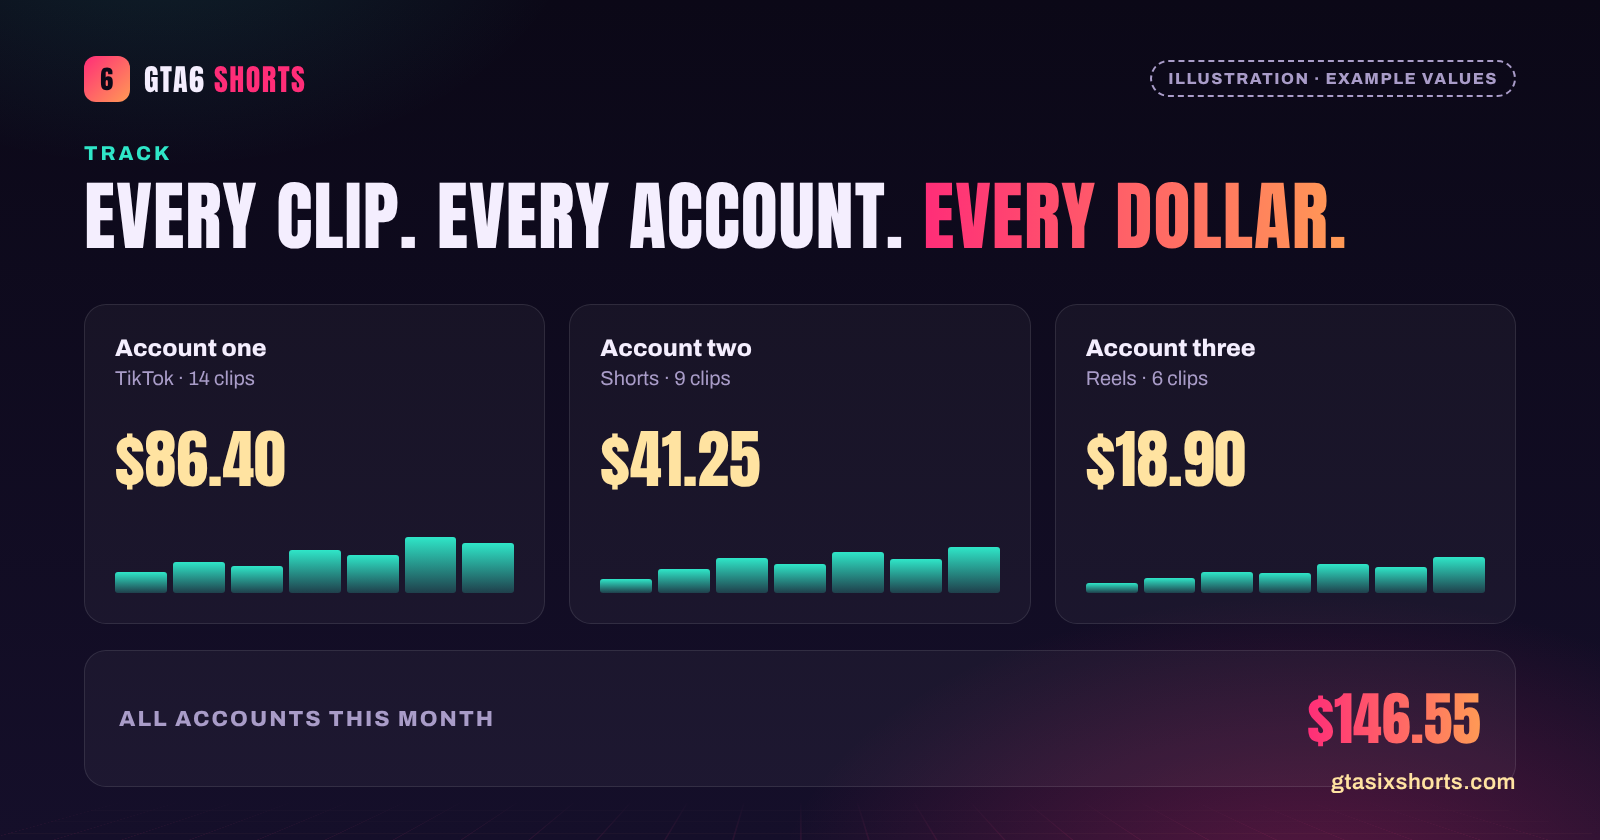 6 GTA6 SHORTS
ILLUSTRATION · EXAMPLE VALUES
TRACK
EVERY CLIP. EVERY ACCOUNT. EVERY DOLLAR.
Account one
TikTok · 14 clips
$86.40
Account two
Shorts · 9 clips
$41.25
Account three
Reels · 6 clips
$18.90
ALL ACCOUNTS THIS MONTH
$146.55
gtasixshorts.com